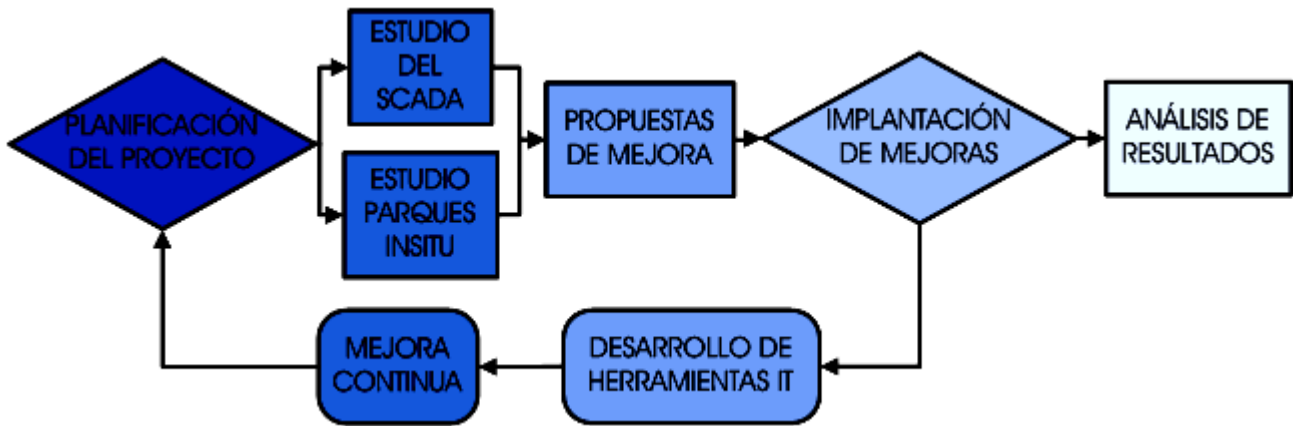 PLANIFICACIÓN
DEL PROYECTO
ESTUDIO
DEL
SCADA
ESTUDIO
PARQUES
INSITU
PROPUESTAS
DE MEJORA
IMPLANTACIÓN
DE MEJORAS
ANÁLISIS DE
RESULTADOS
MEJORA
CONTINUA
DESARROLLO DE
HERRAMIENTAS IT